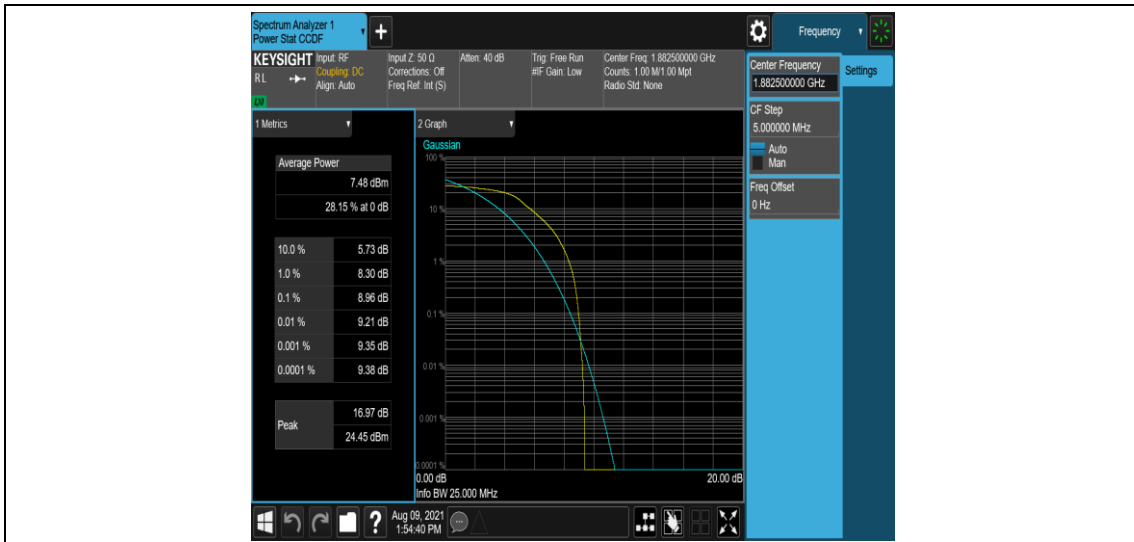 Spectrum Analyzer 1
Power Stat CCDF
+
Frequency
KEYSIGHT
Input: RF
Coupling: DC
Align: Auto
RL
LM
Input Z: 50 Ω
Corrections: Off
Freq Ref: Int (S)
Atten: 40 dB
Trig: Free Run
#IF Gain: Low
Center Freq: 1.882500000 GHz
Counts: 1.00 M/1.00 Mpt
Radio Std: None
Center Frequency
1.882500000 GHz
Settings
CF Step
5.000000 MHz
Auto
Man
Freq Offset
0 Hz
1 Metrics
Average Power
7.48 dBm
28.15 % at 0 dB
10.0 % 5.73 dB
1.0 % 8.30 dB
0.1 % 8.96 dB
0.01 % 9.21 dB
0.001 % 9.35 dB
0.0001 % 9.38 dB
Peak
16.97 dB
24.45 dBm
2 Graph
Gaussian
100 %
10 %
1 %
0.1 %
0.01 %
0.001 %
0.0001 %
0.00 dB
20.00 dB
Info BW 25.000 MHz
?
Aug 09, 2021
1:54:40 PM